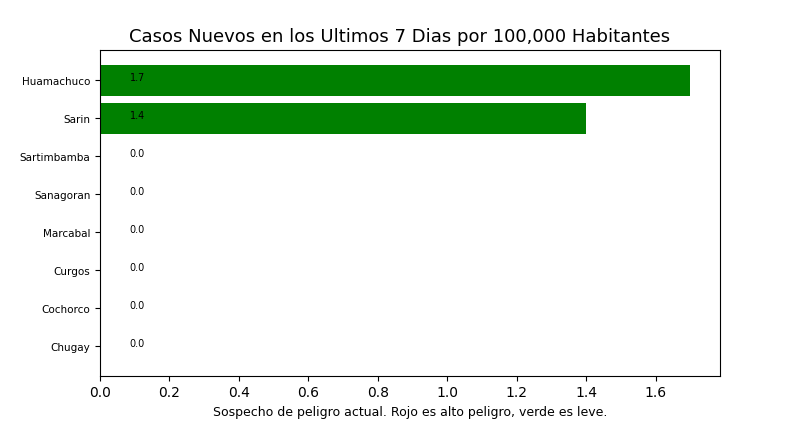 Casos Nuevos en los Ultimos 7 Dias por 100,000 Habitantes
Huamachuco 1.7
Sarin 1.4
Sartimbamba 0.0
Sanagoran 0.0
Marcabal 0.0
Curgos 0.0
Cochorco 0.0
Chugay 0.0
0.0 0.2 0.4 0.6 0.8 1.0 1.2 1.4 1.6
Sospecho de peligro actual. Rojo es alto peligro, verde es leve.